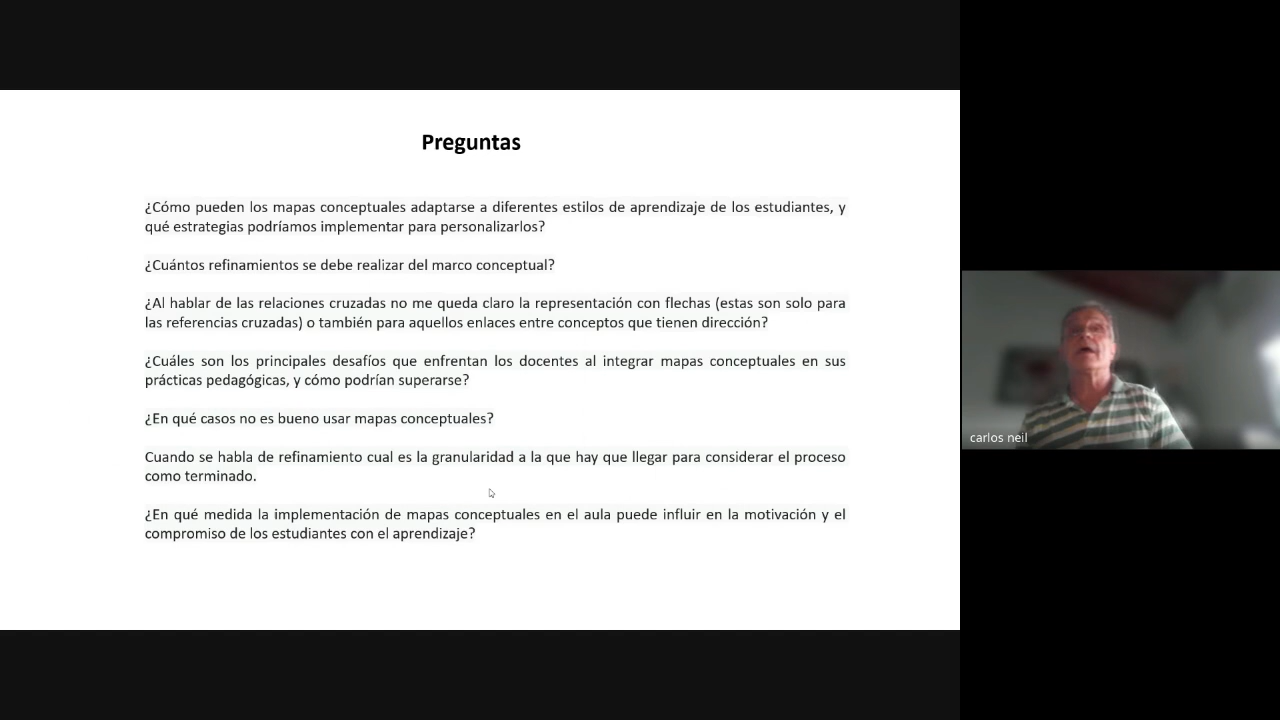 Preguntas
¿Cómo pueden los mapas conceptuales adaptarse a diferentes estilos de aprendizaje de los estudiantes, y
qué estrategias podríamos implementar para personalizarlos?
¿Cuántos refinamientos se debe realizar del marco conceptual?
¿Al hablar de las relaciones cruzadas no me queda claro la representación con flechas (estas son solo para
las referencias cruzadas) o también para aquellos enlaces entre conceptos que tienen dirección?
¿Cuáles son los principales desafíos que enfrentan los docentes al integrar mapas conceptuales en sus
prácticas pedagógicas, y cómo podrían superarse?
¿En qué casos no es bueno usar mapas conceptuales?
Cuando se habla de refinamiento cual es la granularidad a la que hay que llegar para considerar el proceso
como terminado.
¿En qué medida la implementación de mapas conceptuales en el aula puede influir en la motivación y el
compromiso de los estudiantes con el aprendizaje?
carlos neil